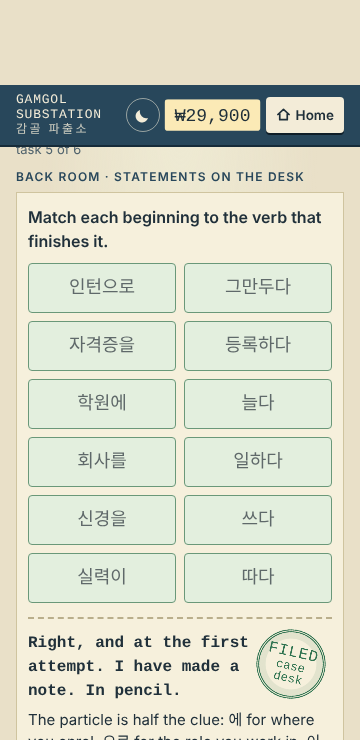 GAMGOL
SUBSTATION
감골 파출소
₩29,900
Home
task 5 of 6
BACK ROOM · STATEMENTS ON THE DESK
Match each beginning to the verb that
finishes it.
인턴으로
그만두다
자격증을
등록하다
학원에
늘다
회사를
일하다
신경을
쓰다
실력이
따다
Right, and at the first
attempt. I have made a
note. In pencil.
FILED
case
desk
The particle is half the clue: 에 for where